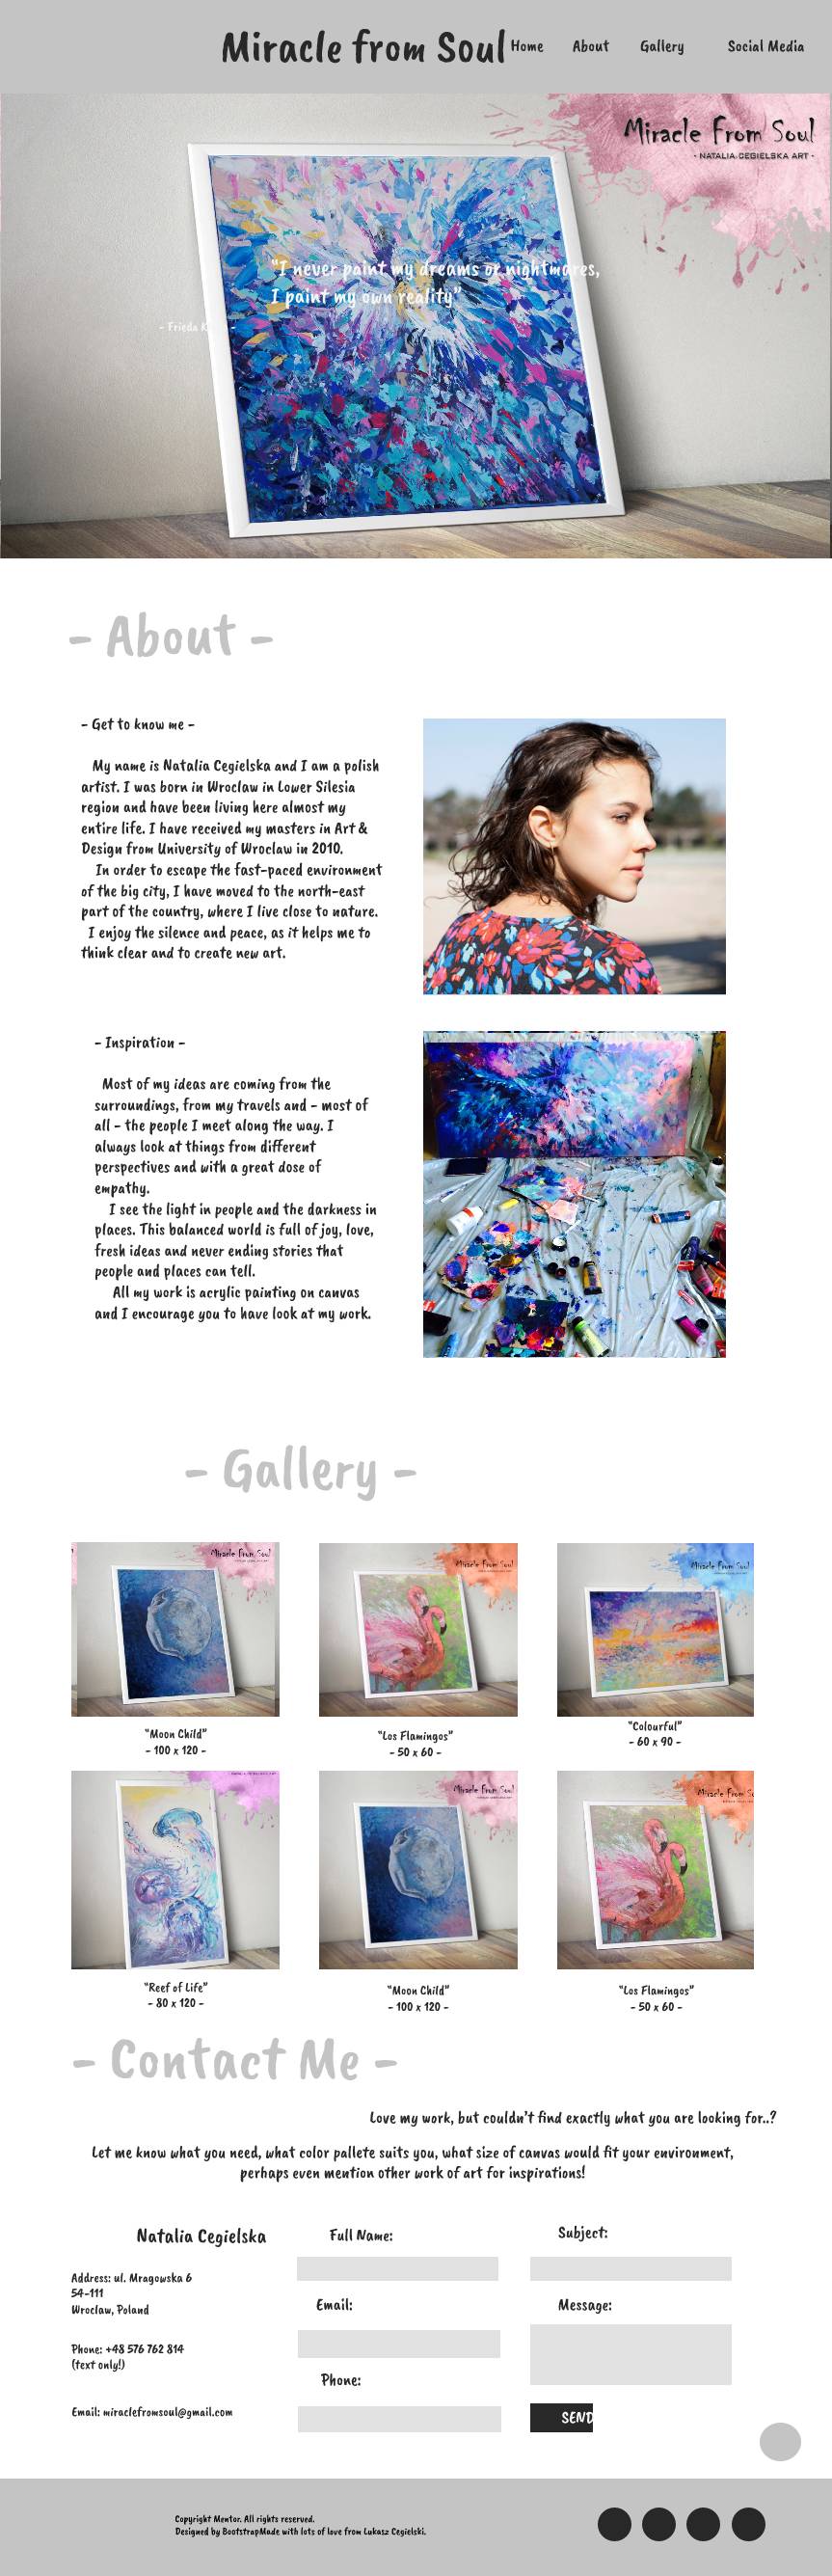 Miracle from Soul Home About Gallery Social Media
Miracle From Soul
- NATALIA CEGIELSKA ART -
"I never paint my dreams or nightmares,
I paint my own reality"
- Frieda
- About -
- Get to know me -
My name is Natalia Cegielska and I am a polish
artist. I was born in Wroclaw in Lower Silesia
region and have been living here almost my
entire life. I have received my masters in Art &
Design from University of Wroclaw in 2010.
In order to escape the fast-paced environment
of the big city, I have moved to the north-east
part of the country, where I live close to nature.
I enjoy the silence and peace, as it helps me to
think clear and to create new art.
- Inspiration -
Most of my ideas are coming from the
surroundings, from my travels and - most of
all - the people I meet along the way. I
always look at things from different
perspectives and with a great dose of
empathy.
I see the light in people and the darkness in
places. This balanced world is full of joy, love,
fresh ideas and never ending stories that
people and places can tell.
All my work is acrylic painting on canvas
and I encourage you to have look at my work.
- Gallery -
Miracle From Soul
Miracle From Soul
Miracle From Soul
"Moon Child"
- 100 x 120 -
"Los Flamingos"
- 50 x 60 -
"Colourful"
- 60 x 90 -
Miracle From Soul
Miracle From So
"Reef of Life"
- 80 x 120 -
"Moon Child"
- 100 x 120 -
"Los Flamingos"
- 50 x 60 -
- Contact Me -
Love my work, but couldn't find exactly what you are looking for..?
Let me know what you need, what color pallete suits you, what size of canvas would fit your environment,
perhaps even mention other work of art for inspirations!
Natalia Cegielska
Address: ul. Mragowska 6
54-111
Wroclaw, Poland
Phone: +48 576 762 814
(text only!)
Email: miraclefromsoul@gmail.com
Full Name:
Email:
Phone:
Subject:
Message:
SEND
Copyright Mentor. All rights reserved.
Designed by BootstrapMade with lots of love from Lukasz Cegielski.